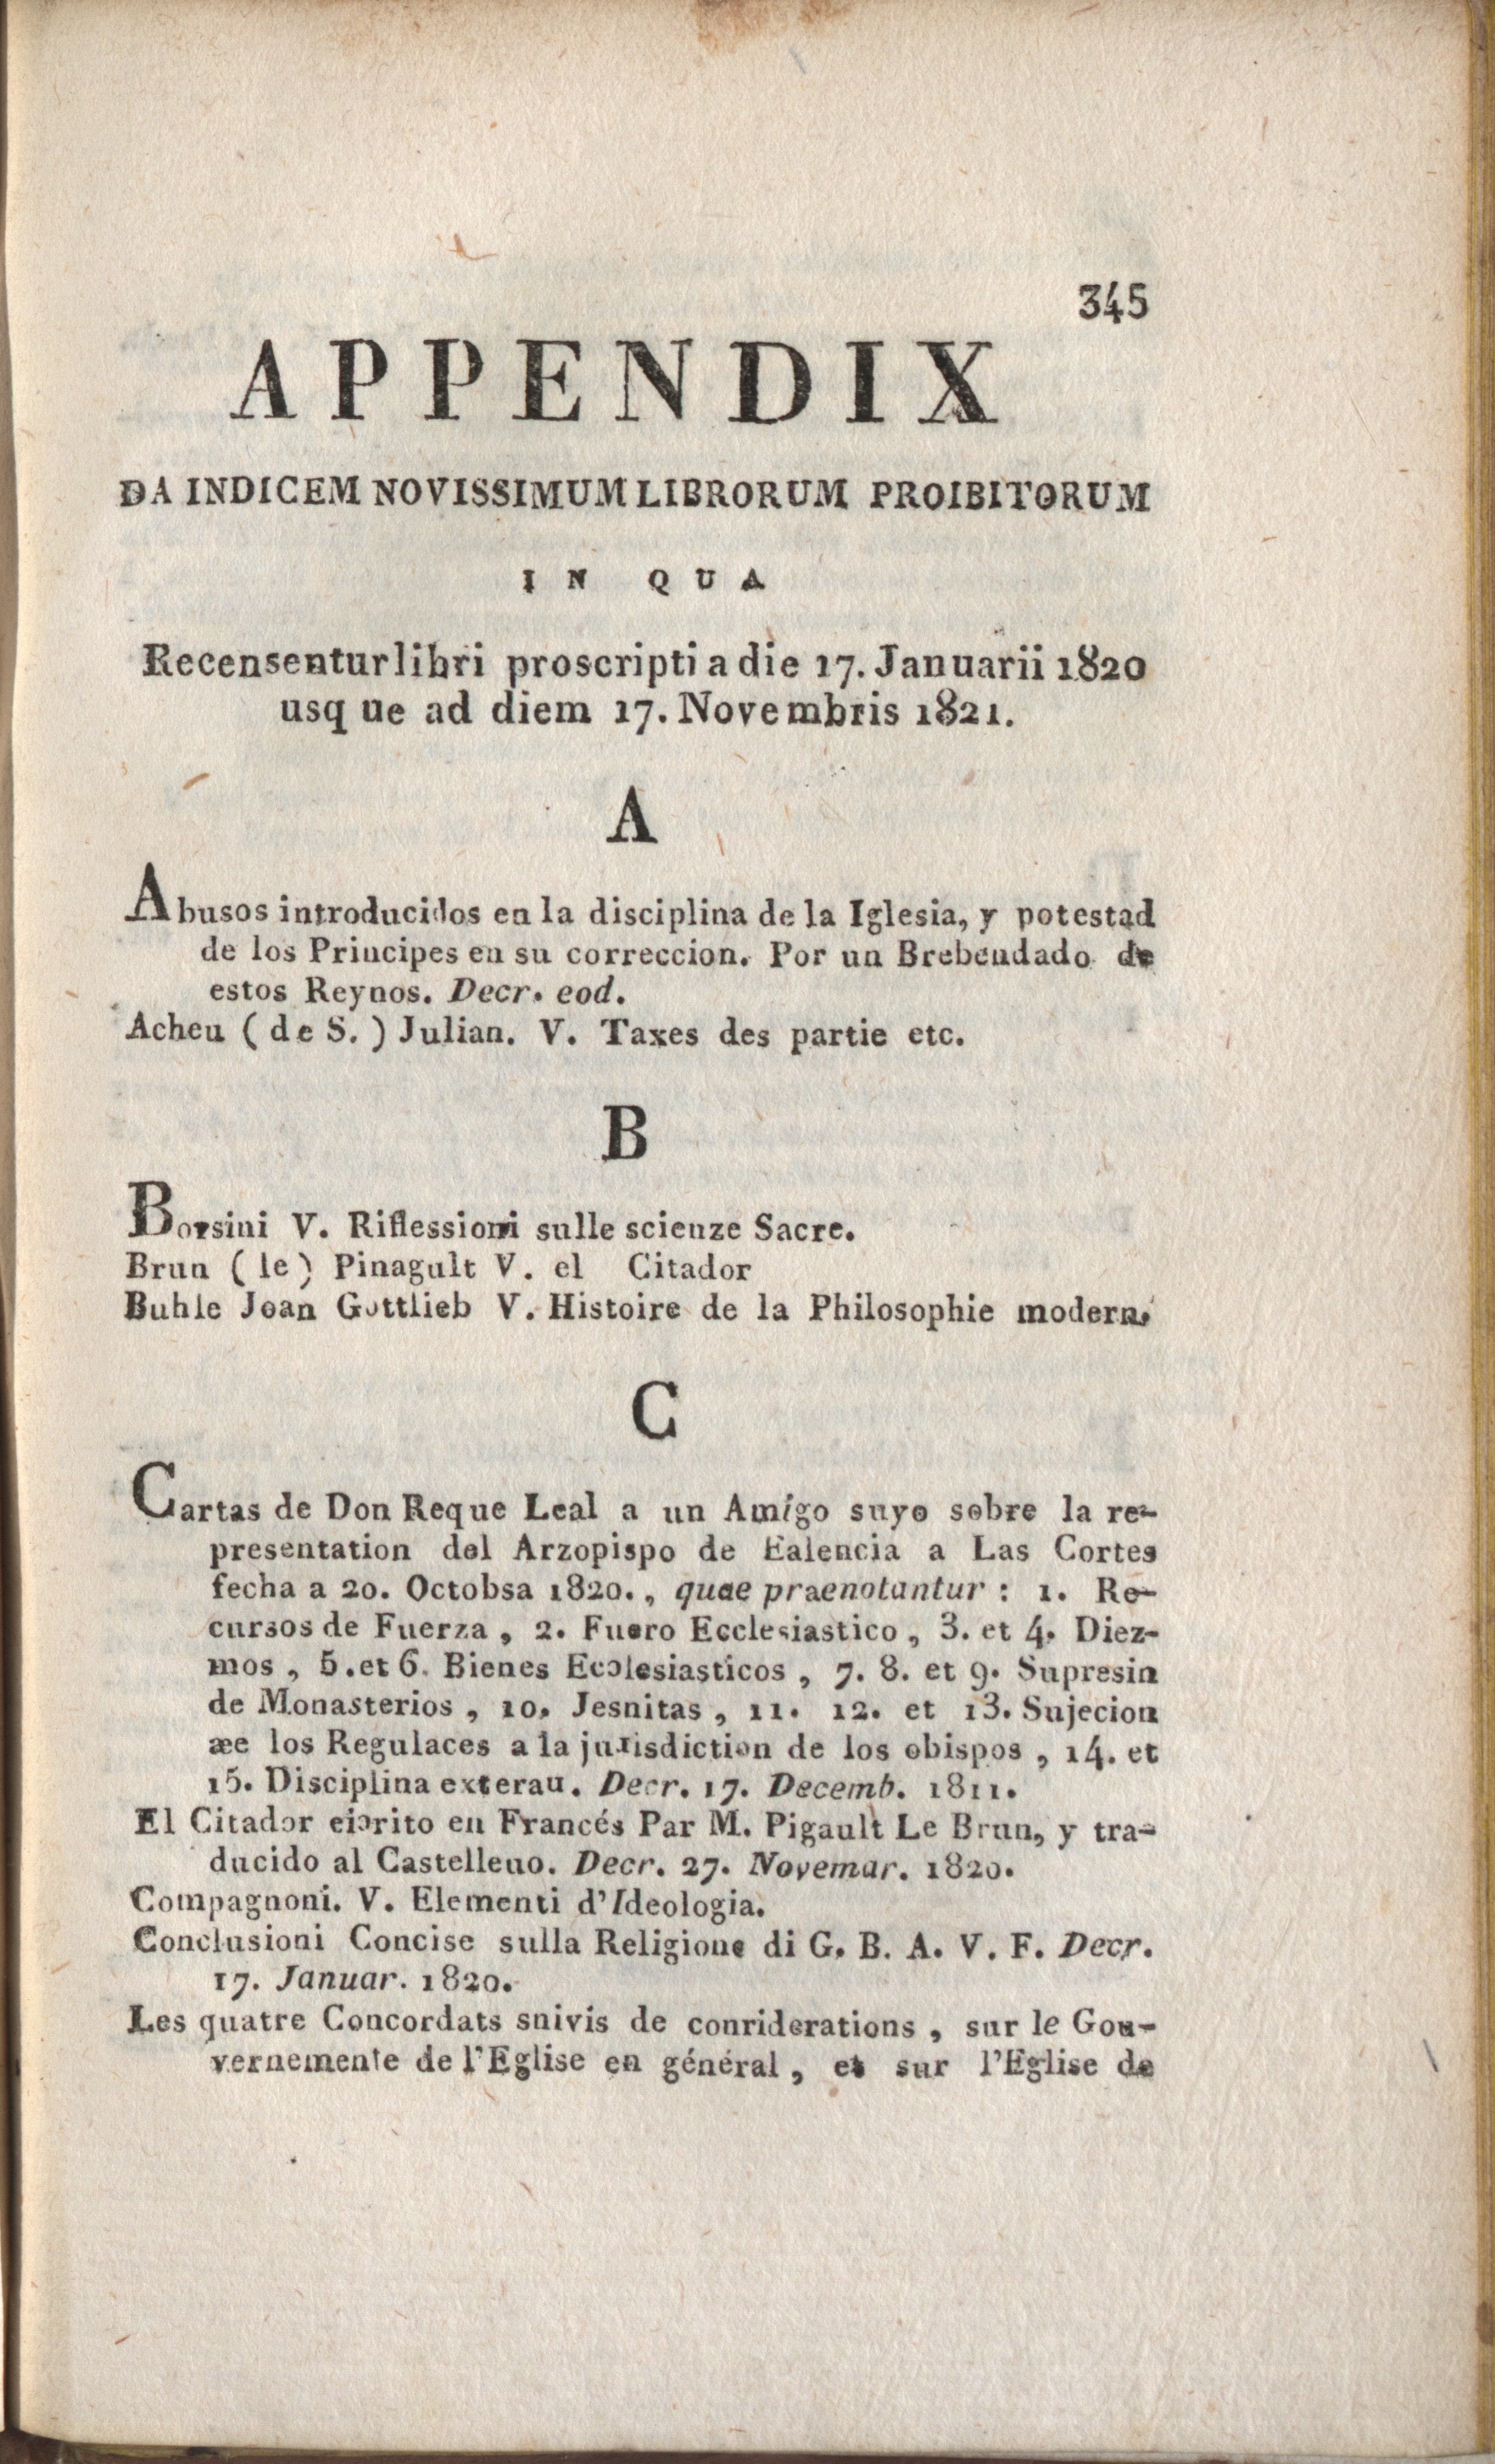 345
APPENDIX
DA INDICEM NOVISSIMUM LIBRORUM PROIBITORUM
IN QUA
Recensentur libri proscripti a die 17. Januarii 1820
usq ue ad diem 17. Novembris 1821.
A
Abusos introducidos en la disciplina de la Iglesia, y potestad
de los Principes en su correccion. Por un Brebendado de
estos Reynos. Decr. eod.
Acheu ( de S. ) Julian. V. Taxes des partie etc.
B
Borsini V. Riflessioni sulle scienze Sacre.
Brun ( le ) Pinagult V. el Citador
Buhle Joan Gottlieb V. Histoire de la Philosophie modern.
C
Cartas de Don Reque Leal a un Amígo suyo sobre la re-
presentation del Arzopispo de Ealencia a Las Cortes
fecha a 20. Octobsa 1820., quae praenotantur : 1. Re-
cursos de Fuerza , 2. Fuero Ecclesiastico , 3. et 4. Diez-
mos , 5. et 6. Bienes Ecclesiasticos , 7. 8. et 9. Supresin
de Monasterios , 10. Jesnitas , 11. 12. et 13. Sujecion
æe los Regulaces a la jurisdiction de los obispos , 14. et
15. Disciplina exterau. Decr. 17. Decemb. 1811.
El Citador eicrito en Francés Par M. Pigault Le Brun, y tra-
ducido al Castelleuo. Decr. 27. Novemar. 1820.
Compagnoni. V. Elementi d'Ideologia.
Conclusioni Concise sulla Religione di G. B. A. V. F. Decr.
17. Januar. 1820.
Les quatre Concordats snivis de conriderations , sur le Gou-
vernemente de l'Eglise en général , et sur l'Eglise de